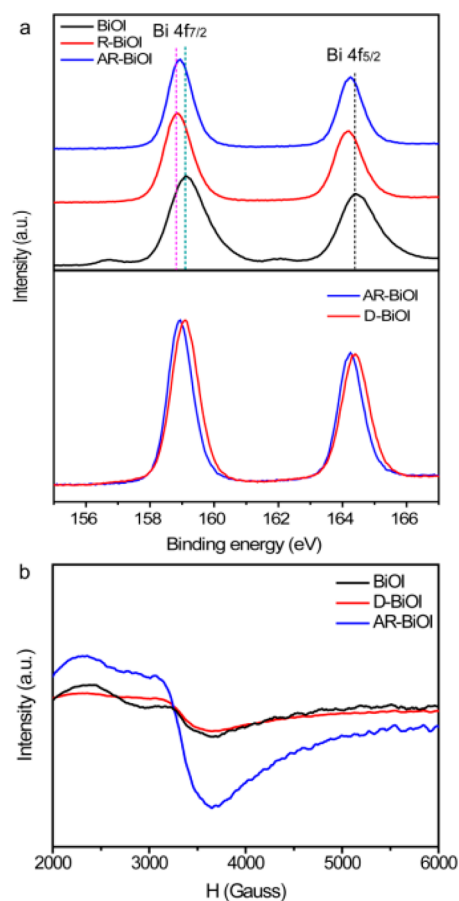 a
BiOI
R-BiOI
AR-BiOI
Bi 4f7/2
Bi 4f5/2
AR-BiOI
D-BiOI
Intensity (a.u.)
156 158 160 162 164 166
Binding energy (eV)
b
BiOI
D-BiOI
AR-BiOI
Intensity (a.u.)
2000 3000 4000 5000 6000
H (Gauss)